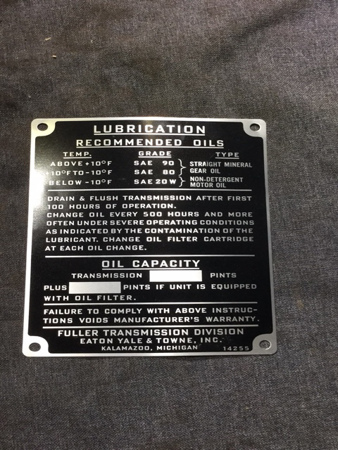 LUBRICATION
RECOMMENDED OILS
TEMP. GRADE TYPE
ABOVE +10°F SAE 90 STRAIGHT MINERAL
+10°F TO -10°F SAE 80 GEAR OIL
BELOW -10°F SAE 20W NON-DETERGENT
MOTOR OIL
DRAIN & FLUSH TRANSMISSION AFTER FIRST
100 HOURS OF OPERATION.
CHANGE OIL EVERY 500 HOURS AND MORE
OFTEN UNDER SEVERE OPERATING CONDITIONS
AS INDICATED BY THE CONTAMINATION OF THE
LUBRICANT. CHANGE OIL FILTER CARTRIDGE
AT EACH OIL CHANGE.
OIL CAPACITY
TRANSMISSION PINTS
PLUS PINTS IF UNIT IS EQUIPPED
WITH OIL FILTER.
FAILURE TO COMPLY WITH ABOVE INSTRUC-
TIONS VOIDS MANUFACTURER'S WARRANTY.
FULLER TRANSMISSION DIVISION
EATON YALE & TOWNE, INC.
KALAMAZOO, MICHIGAN 14255